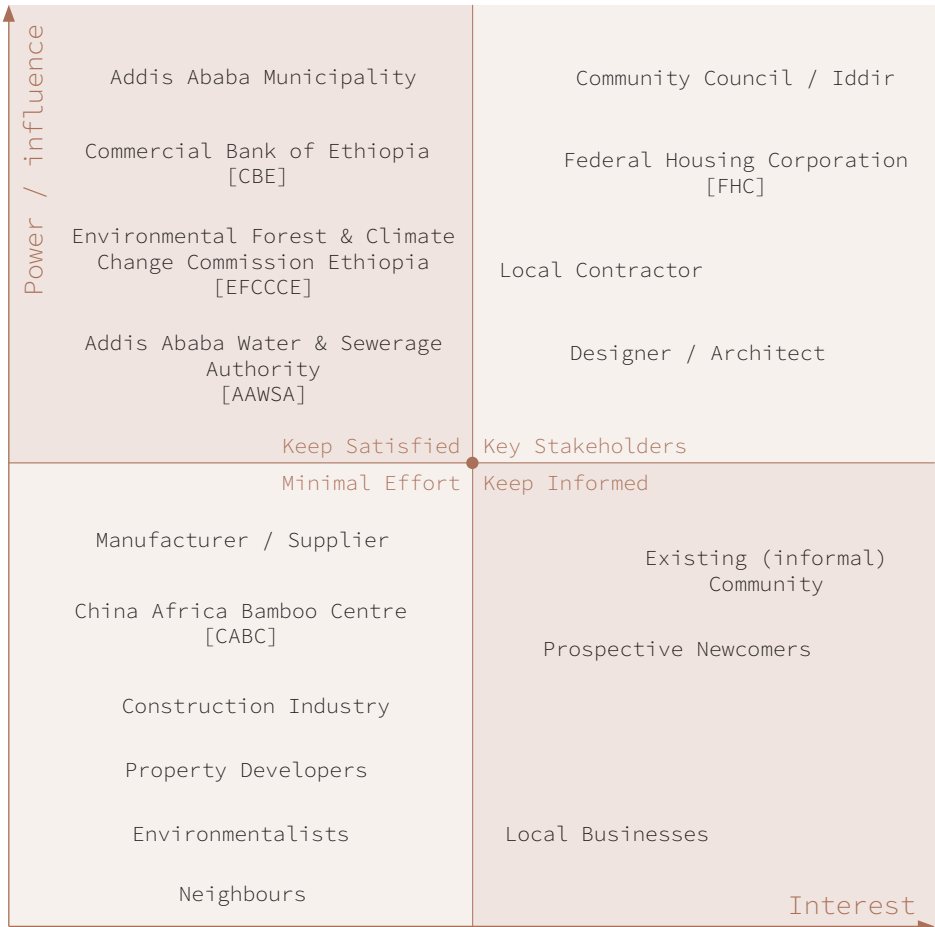 Power / influence
Addis Ababa Municipality
Commercial Bank of Ethiopia
[CBE]
Environmental Forest & Climate
Change Commission Ethiopia
[EFCCCE]
Addis Ababa Water & Sewerage
Authority
[AAWSA]
Keep Satisfied
Community Council / Iddir
Federal Housing Corporation
[FHC]
Local Contractor
Designer / Architect
Key Stakeholders
Minimal Effort
Manufacturer / Supplier
China Africa Bamboo Centre
[CABC]
Construction Industry
Property Developers
Environmentalists
Neighbours
Keep Informed
Existing (informal)
Community
Prospective Newcomers
Local Businesses
Interest